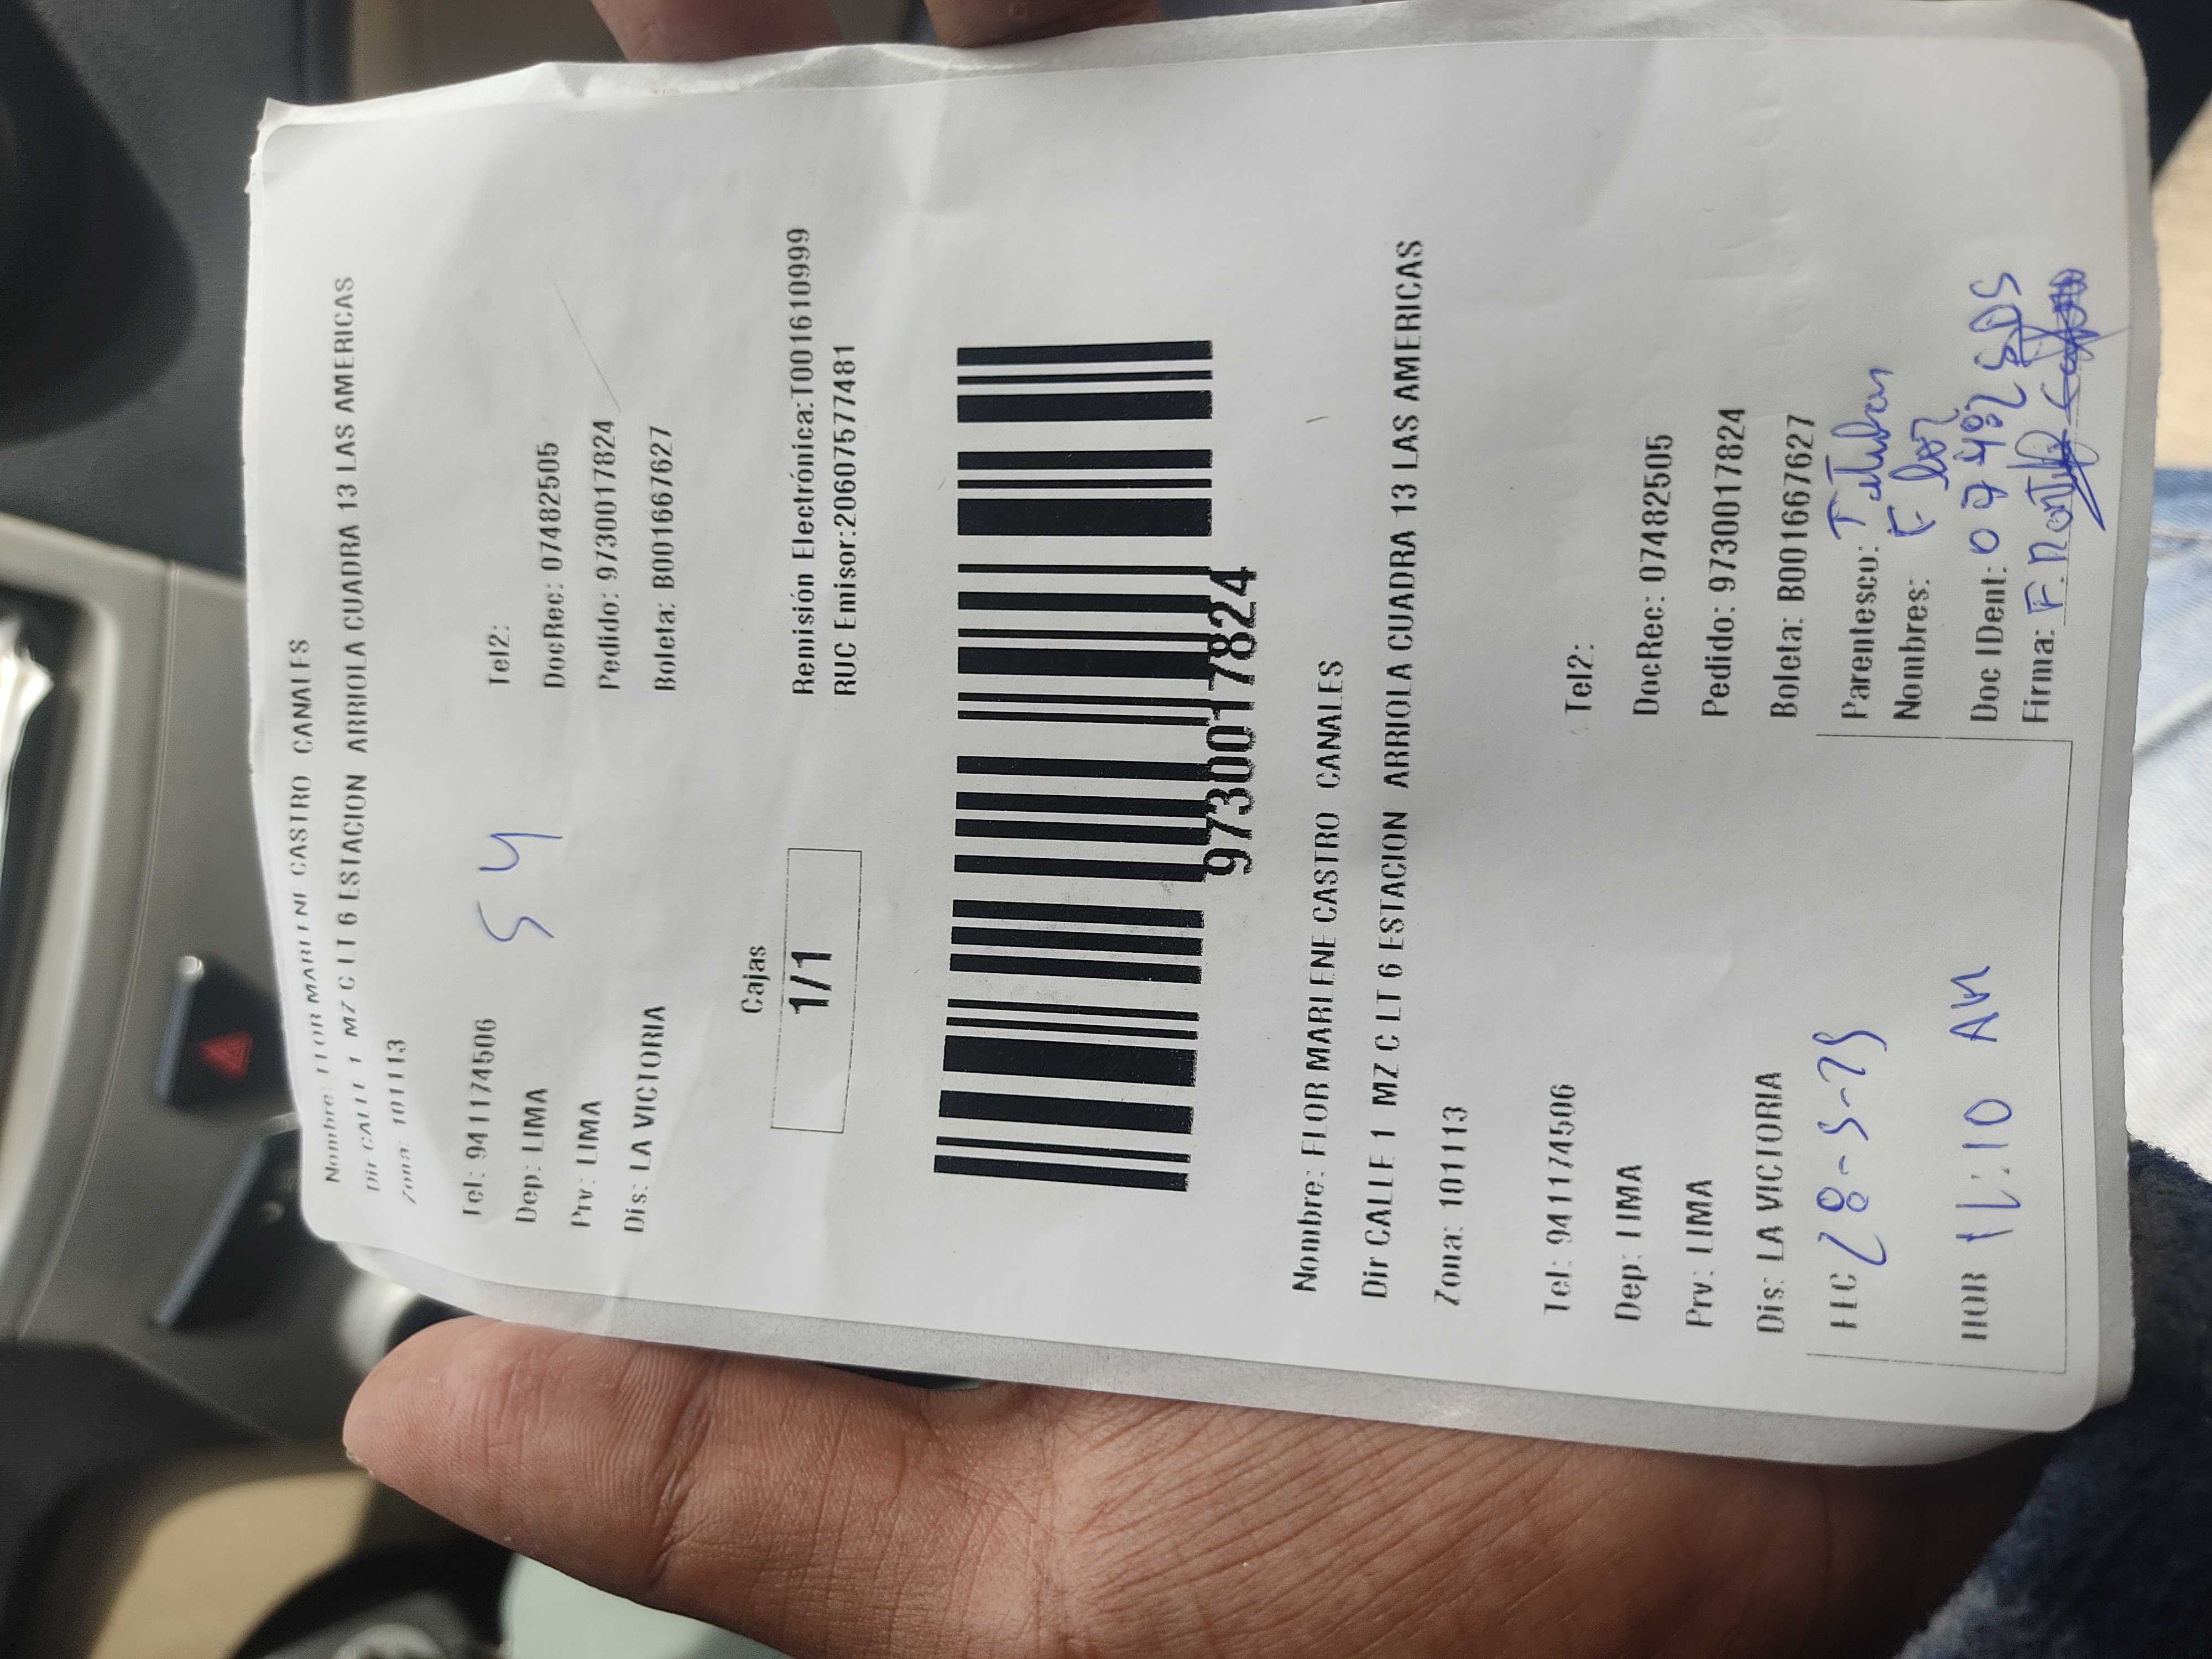 Nombre: FLOR MARLENE CASTRO CANALES
Dir CALLE 1 MZ C LT 6 ESTACION ARRIOLA CUADRA 13 LAS AMERICAS
Zona: 101113
54
Tel: 941174506 Tel2:
Dep: LIMA DocRec: 07482505
Prv: LIMA Pedido: 9730017824
Dis: LA VICTORIA Boleta: B001667627
Cajas
1/1
Remisión Electrónica:T001610999
RUC Emisor:20607577481
9730017824
Nombre: FLOR MARLENE CASTRO CANALES
Dir CALLE 1 MZ C LT 6 ESTACION ARRIOLA CUADRA 13 LAS AMERICAS
Zona: 101113
Tel: 941174506 Tel2:
Dep: LIMA DocRec: 07482505
Prv: LIMA Pedido: 9730017824
Dis: LA VICTORIA Boleta: B001667627
FEC 28-5-25
HOR 11:10 AM
Parentesco: Titular
Nombres: Flor
Doc IDent: 07482505
Firma: